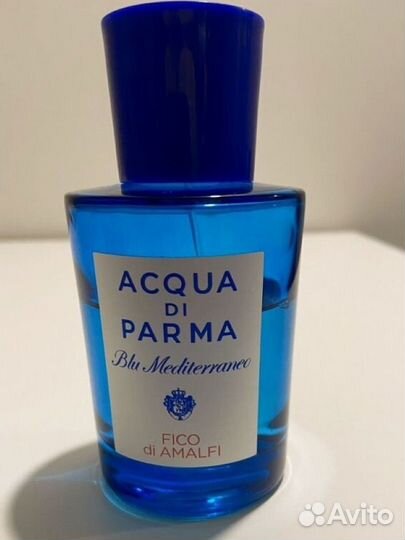 ACQUA
DI
PARMA
Blu Mediterraneo
FICO
di AMALFI
Avito